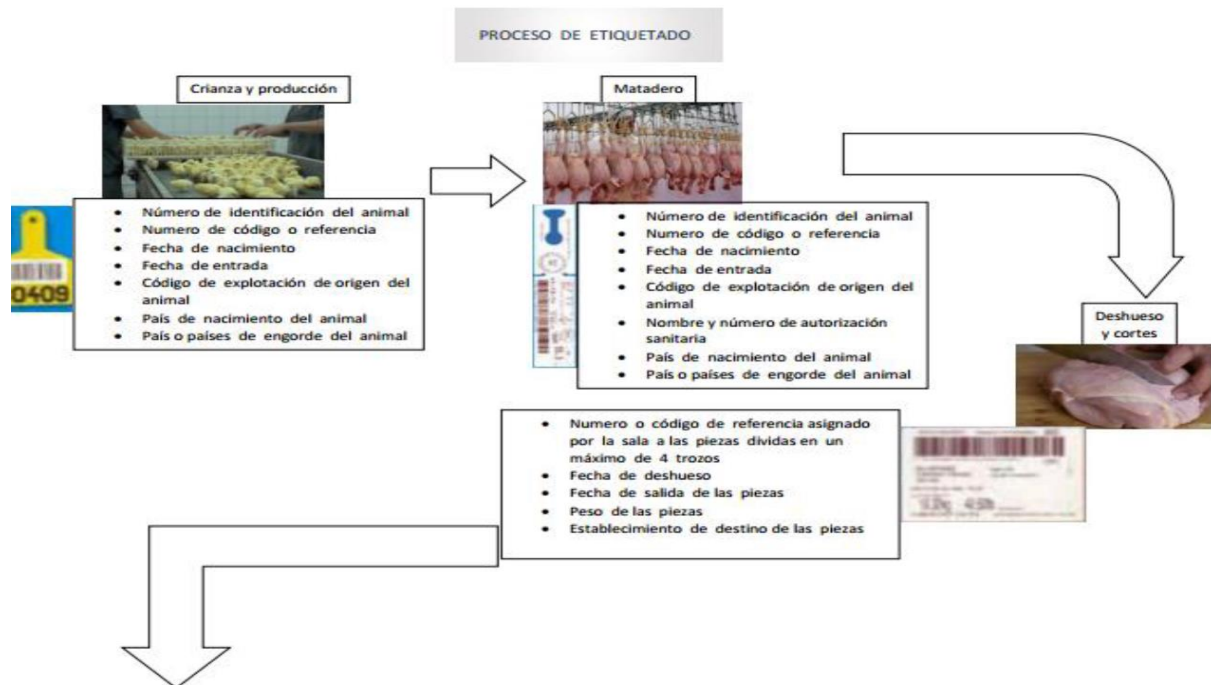 PROCESO DE ETIQUETADO
Crianza y producción
• Número de identificación del animal
• Numero de código o referencia
• Fecha de nacimiento
• Fecha de entrada
• Código de explotación de origen del
animal
• País de nacimiento del animal
• País o países de engorde del animal
0409
Matadero
• Número de identificación del animal
• Numero de código o referencia
• Fecha de nacimiento
• Fecha de entrada
• Código de explotación de origen del
animal
• Nombre y número de autorización
sanitaria
• País de nacimiento del animal
• País o países de engorde del animal
Deshueso
y cortes
• Numero o código de referencia asignado
por la sala a las piezas dividas en un
máximo de 4 trozos
• Fecha de deshueso
• Fecha de salida de las piezas
• Peso de las piezas
• Establecimiento de destino de las piezas